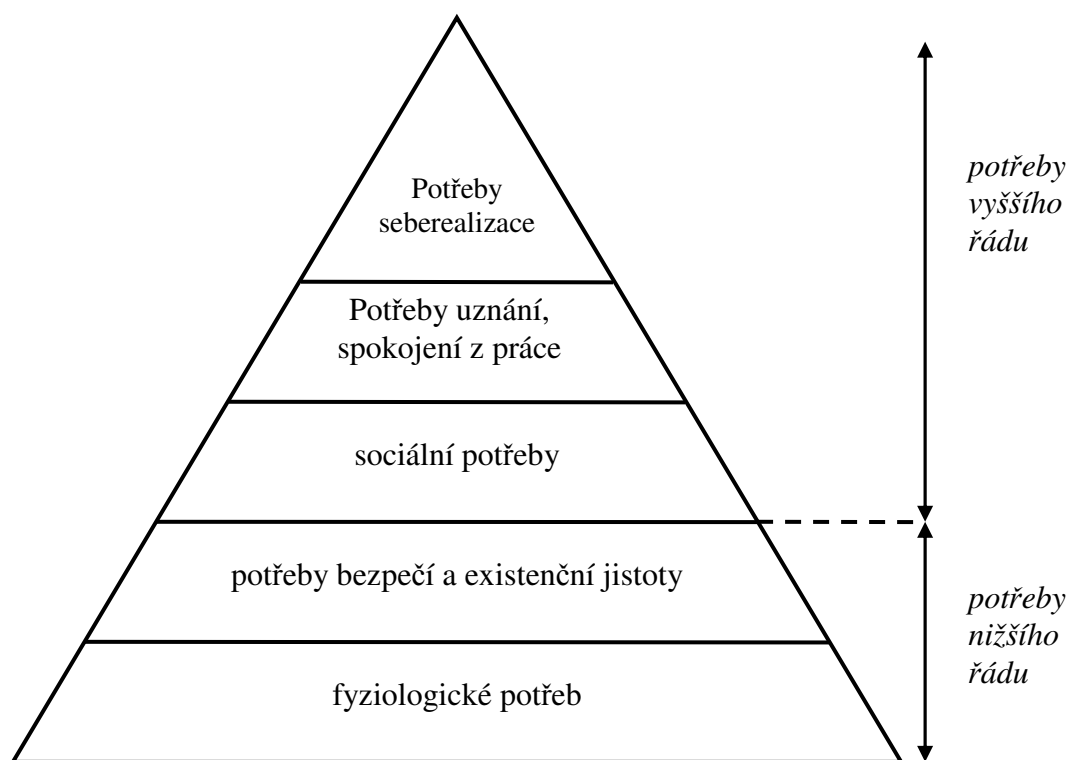 potřeby
vyššího
řádu
Potřeby
seberealizace
Potřeby uznání,
spokojení z práce
sociální potřeby
potřeby bezpečí a existenční jistoty
potřeby
nižšího
řádu
fyziologické potřeb